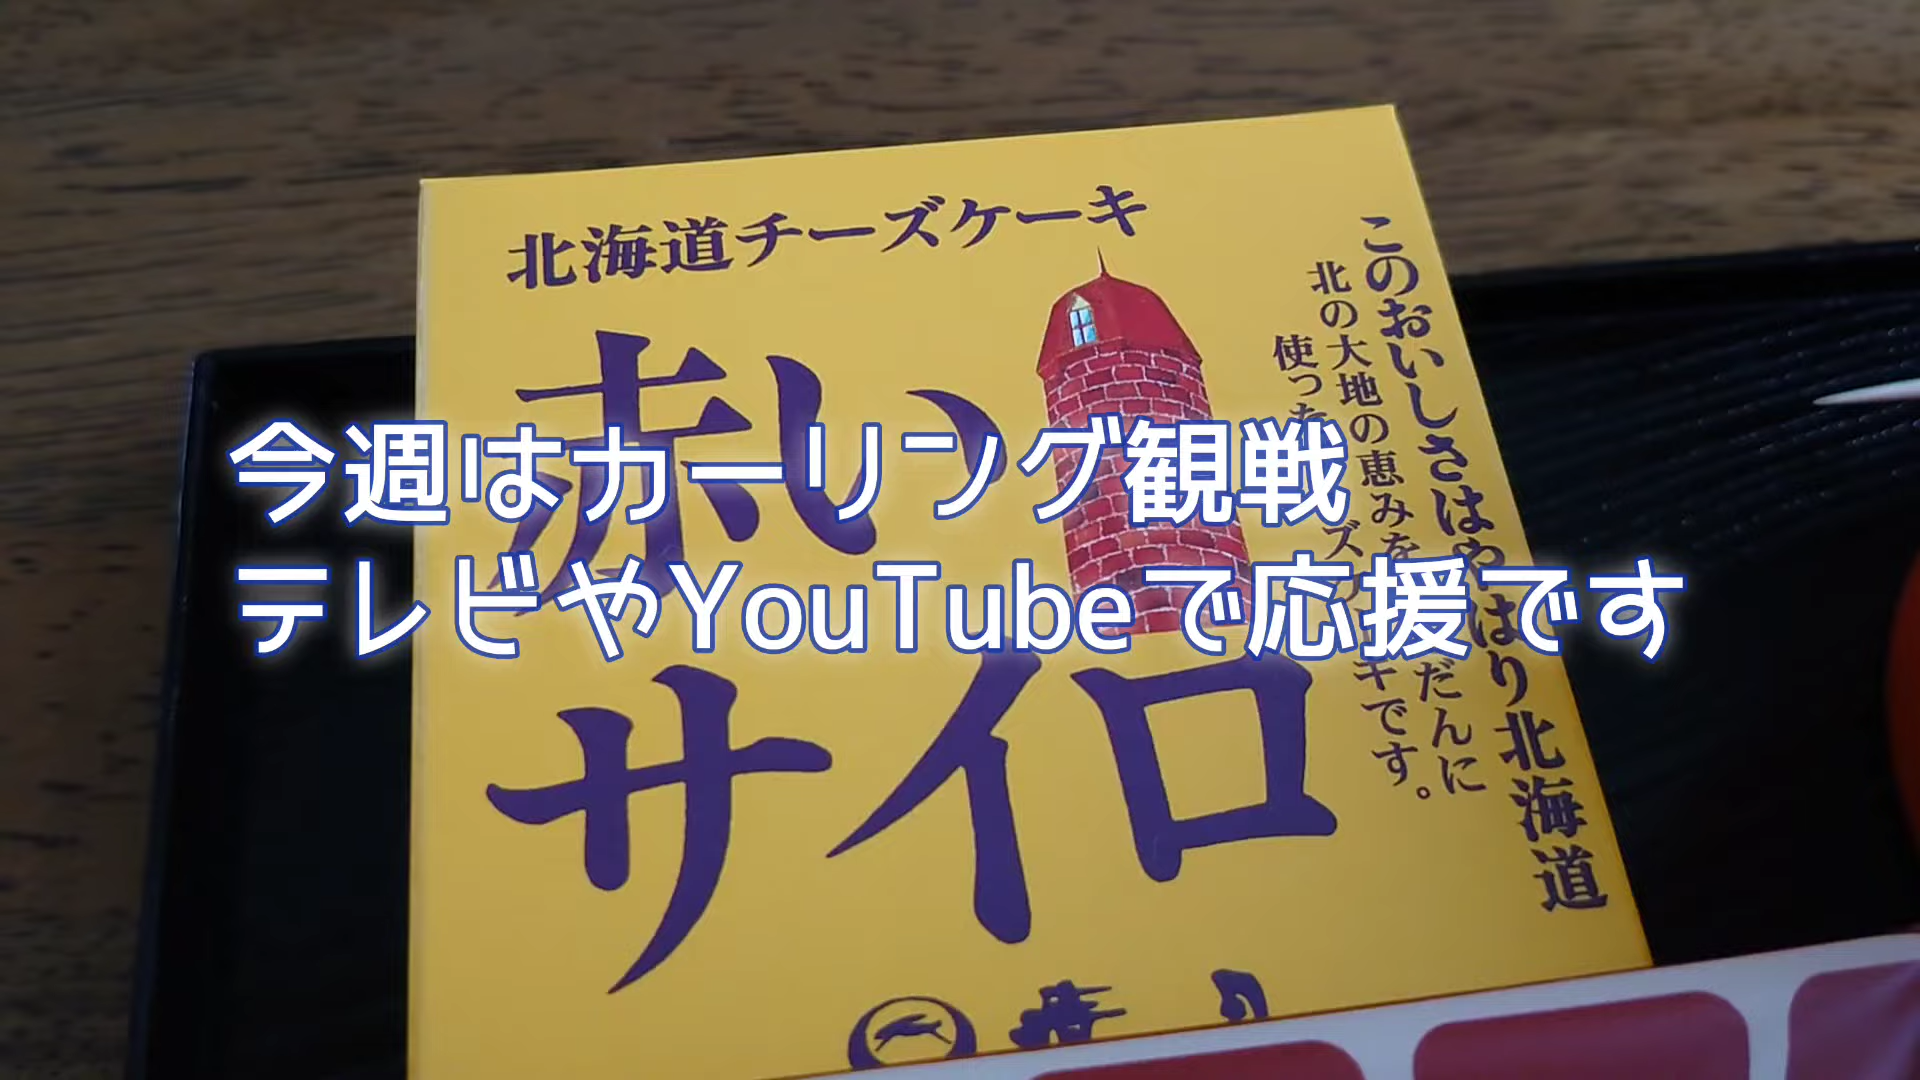 北海道チーズケーキ
赤い
サイロ
このおいしさはやはり北海道
北の大地の恵みを
だんに
使った
今週はカーリング観戦
テレビやYouTubeで応援です